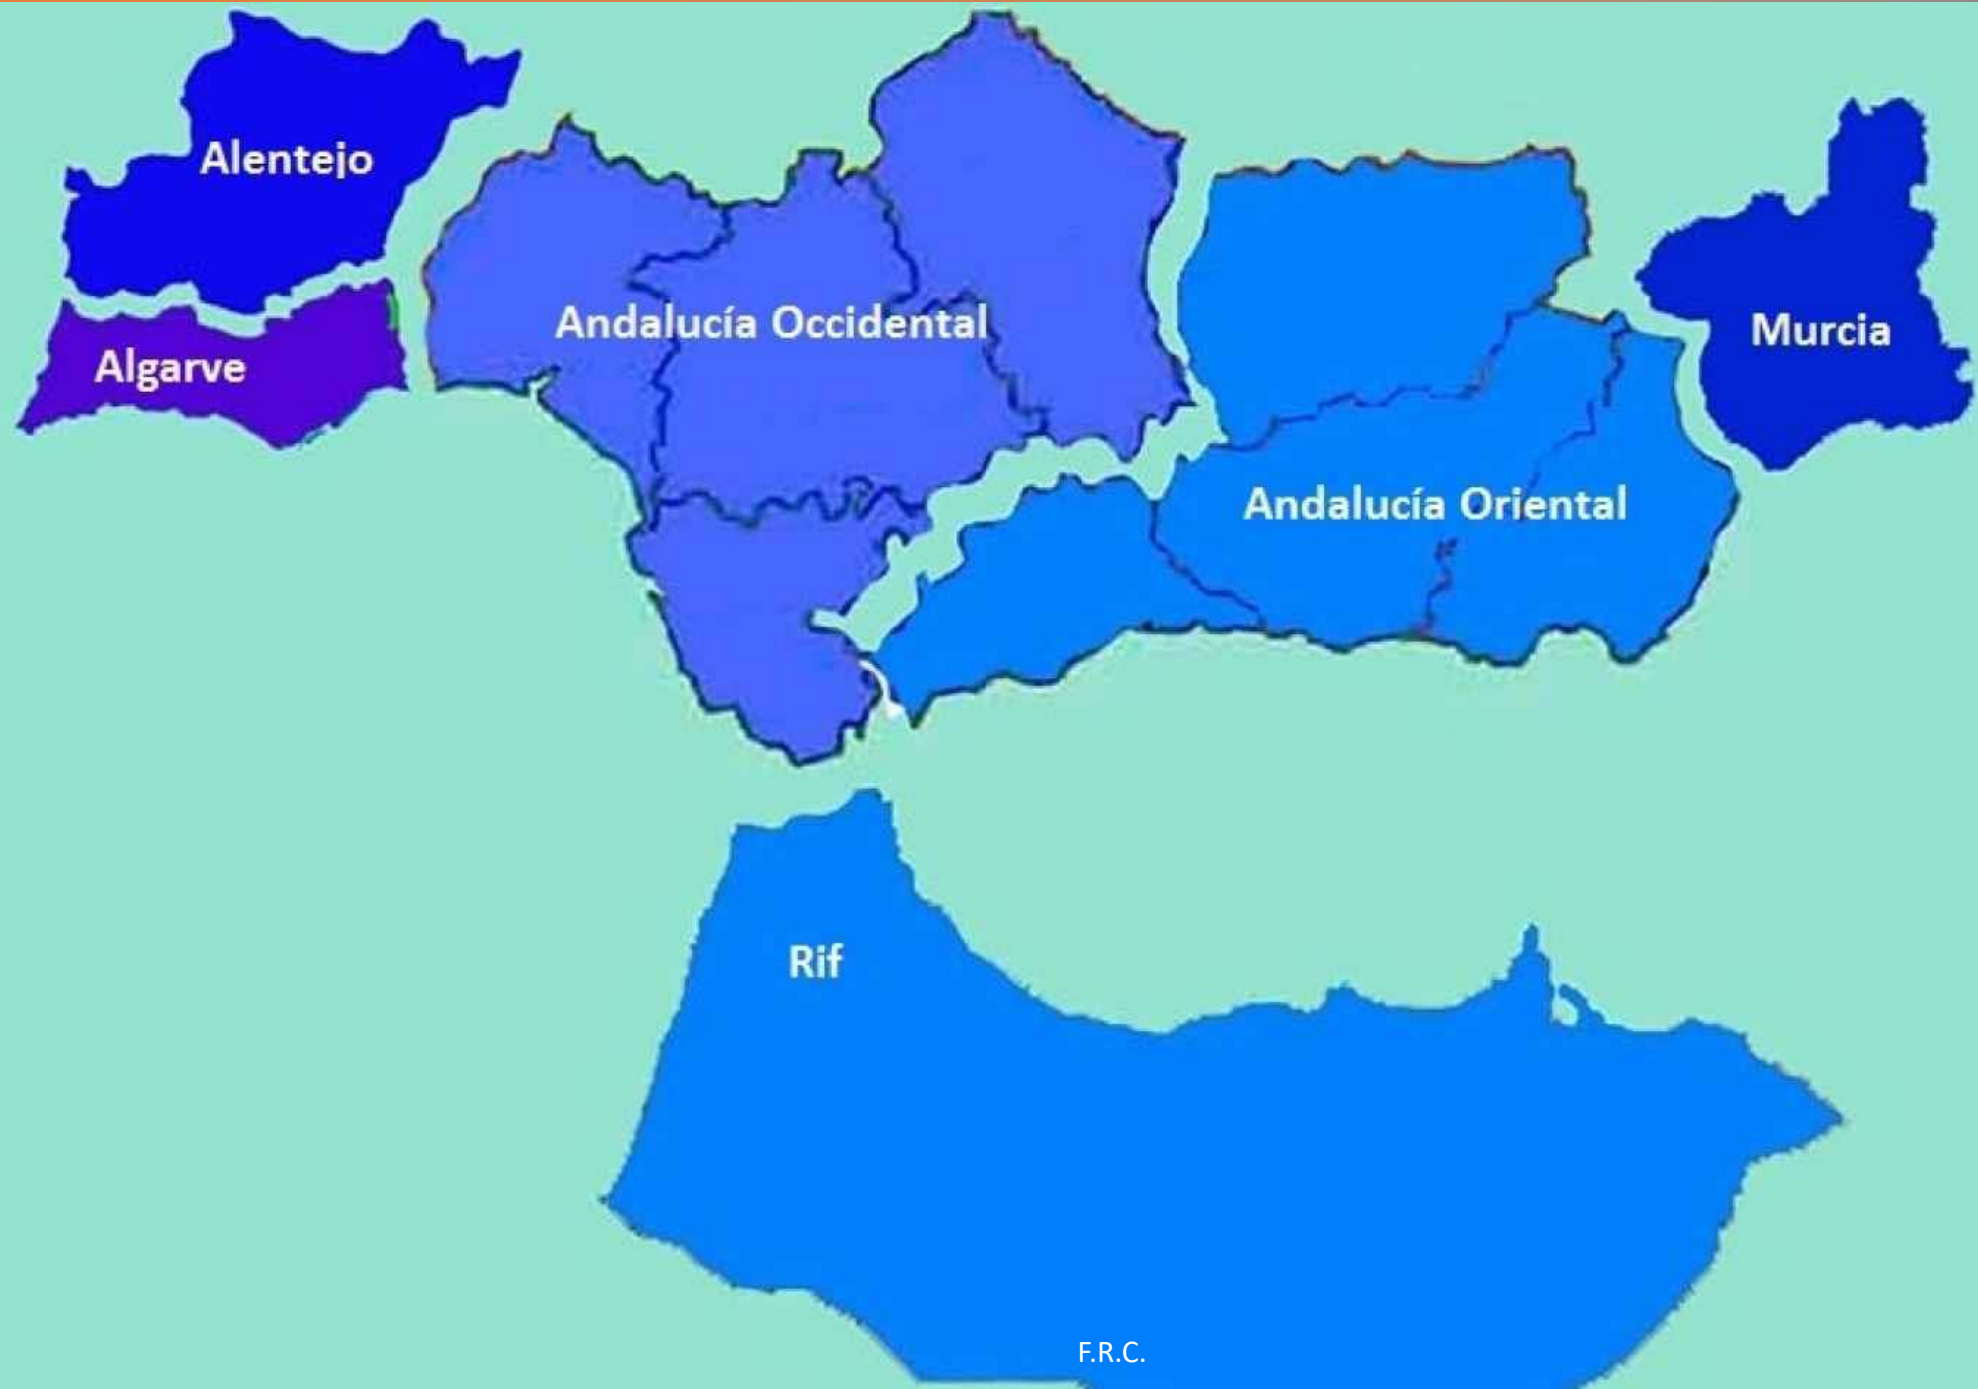 Alentejo
Algarve
Andalucía Occidental
Murcia
Andalucía Oriental
Rif
F.R.C.